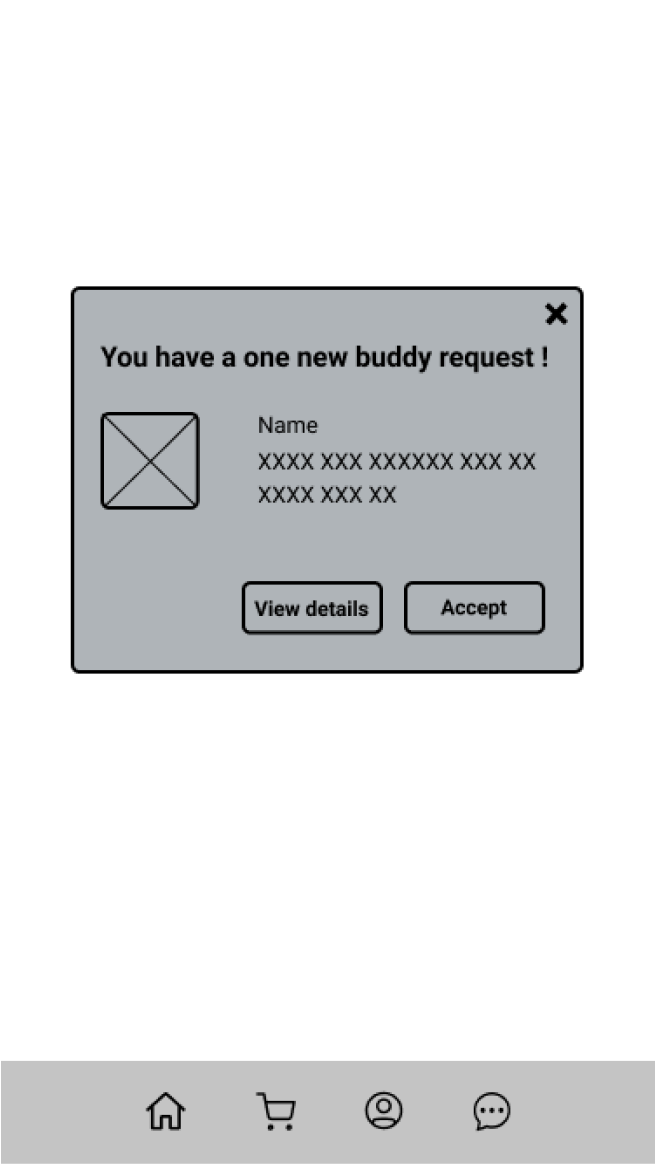 You have a one new buddy request !
Name
XXXX XXX XXXXXX XXX XX
XXXX XXX XX
View details
Accept